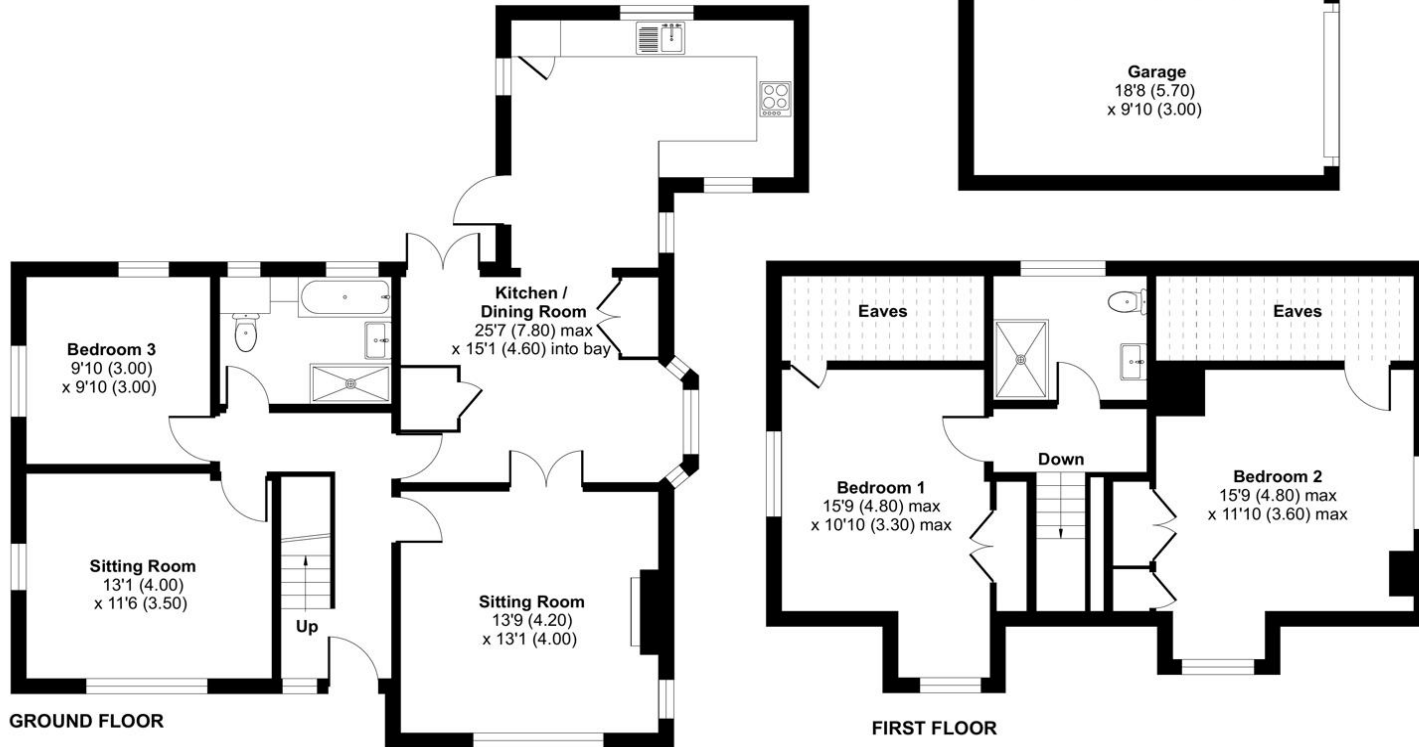 Garage
18'8 (5.70)
x 9'10 (3.00)
Kitchen /
Dining Room
25'7 (7.80) max
x 15'1 (4.60) into bay
Bedroom 3
9'10 (3.00)
x 9'10 (3.00)
Sitting Room
13'1 (4.00)
x 11'6 (3.50)
Up
Sitting Room
13'9 (4.20)
x 13'1 (4.00)
GROUND FLOOR
Eaves
Eaves
Down
Bedroom 1
15'9 (4.80) max
x 10'10 (3.30) max
Bedroom 2
15'9 (4.80) max
x 11'10 (3.60) max
FIRST FLOOR